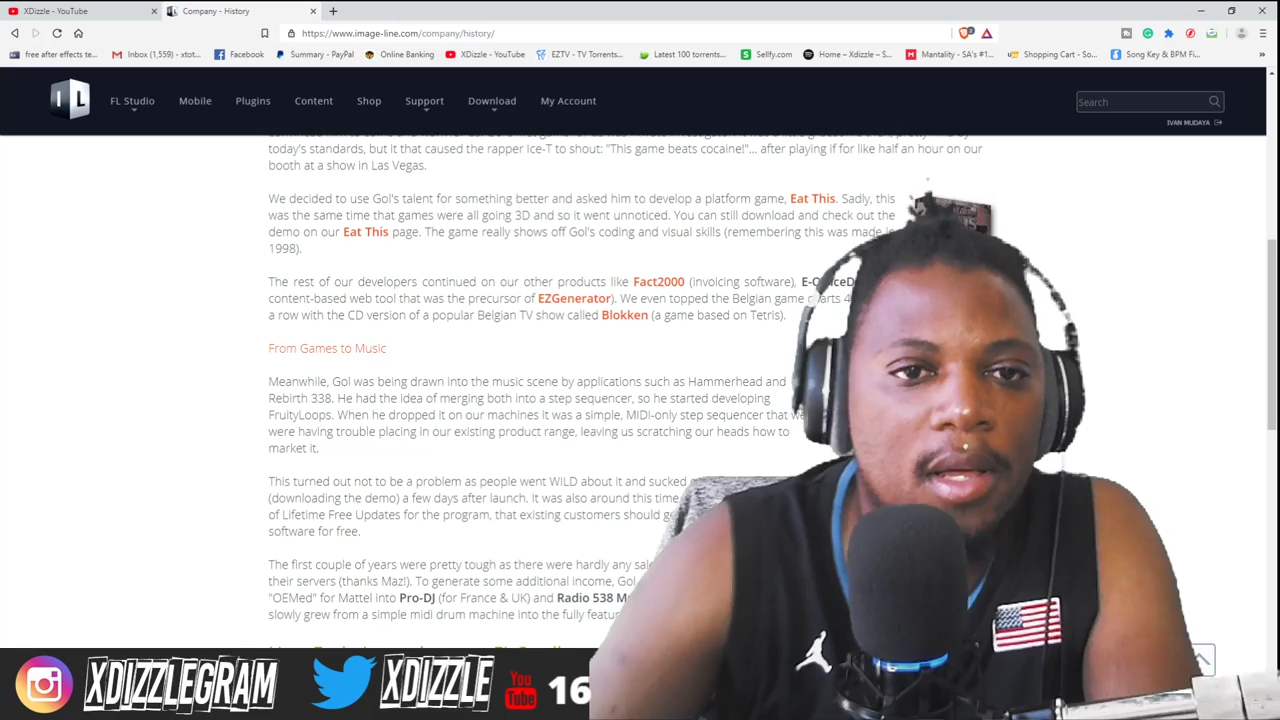 XDizzle - YouTube
Company - History
https://www.image-line.com/company/history/
free after effects te...
Inbox (1,559) - xtot...
Facebook
Summary - PayPal
Online Banking
XDizzle - YouTube
EZTV - TV Torrents...
Latest 100 torrents...
Sellfy.com
Home – Xdizzle – S...
Mantality - SA's #1...
Shopping Cart - So...
Song Key & BPM Fi...
IL
FL Studio
Mobile
Plugins
Content
Shop
Support
Download
My Account
Search
IVAN MUDAYA
today's standards, but it that caused the rapper Ice-T to shout: "This game beats cocaine!"... after playing if for like half an hour on our
booth at a show in Las Vegas.
We decided to use Gol's talent for something better and asked him to develop a platform game, Eat This. Sadly, this
was the same time that games were all going 3D and so it went unnoticed. You can still download and check out the
demo on our Eat This page. The game really shows off Gol's coding and visual skills (remembering this was made in
1998).
The rest of our developers continued on our other products like Fact2000 (invoicing software),
content-based web tool that was the precursor of EZGenerator). We even topped the Belgian game charts
a row with the CD version of a popular Belgian TV show called Blokken (a game based on Tetris).
From Games to Music
Meanwhile, Gol was being drawn into the music scene by applications such as Hammerhead and
Rebirth 338. He had the idea of merging both into a step sequencer, so he started developing
FruityLoops. When he dropped it on our machines it was a simple, MIDI-only step sequencer that we
were having trouble placing in our existing product range, leaving us scratching our heads how to
market it.
This turned out not to be a problem as people went WILD about it and sucked
(downloading the demo) a few days after launch. It was also around this time
of Lifetime Free Updates for the program, that existing customers should
software for free.
The first couple of years were pretty tough as there were hardly any
their servers (thanks Maz!). To generate some additional income, Gol
"OEMed" for Mattel into Pro-DJ (for France & UK) and Radio 538
slowly grew from a simple midi drum machine into the fully
XDIZZLEGRAM
XDIZZLE
You
Tube
16